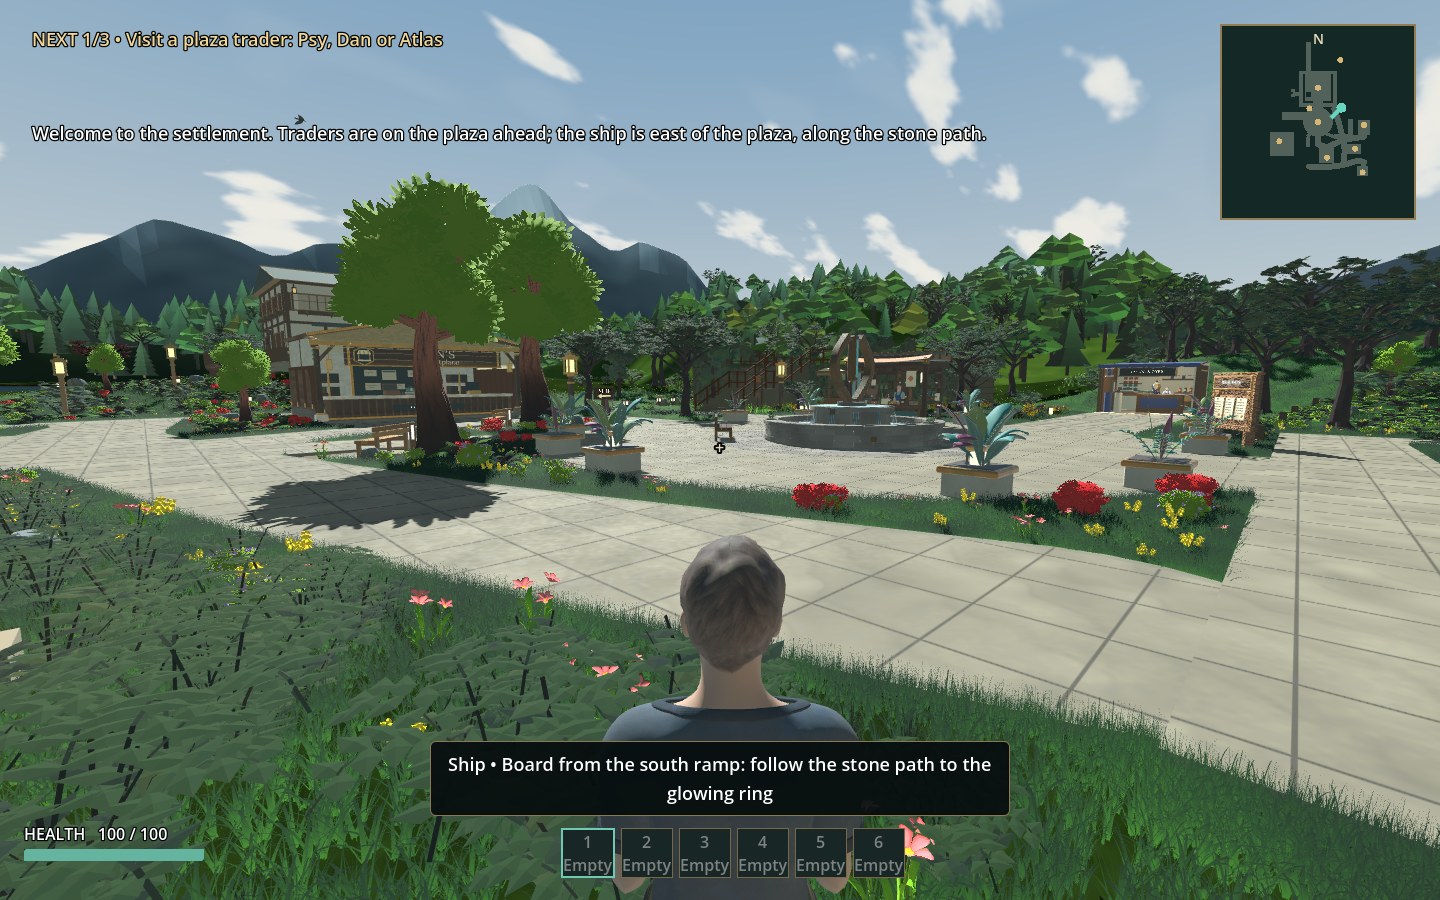 NEXT 1/3 • Visit a plaza trader: Psy, Dan or Atlas
N
Welcome to the settlement. Traders are on the plaza ahead; the ship is east of the plaza, along the stone path.
Ship • Board from the south ramp: follow the stone path to the
glowing ring
HEALTH 100 / 100
1 2 3 4 5 6
Empty Empty Empty Empty Empty Empty